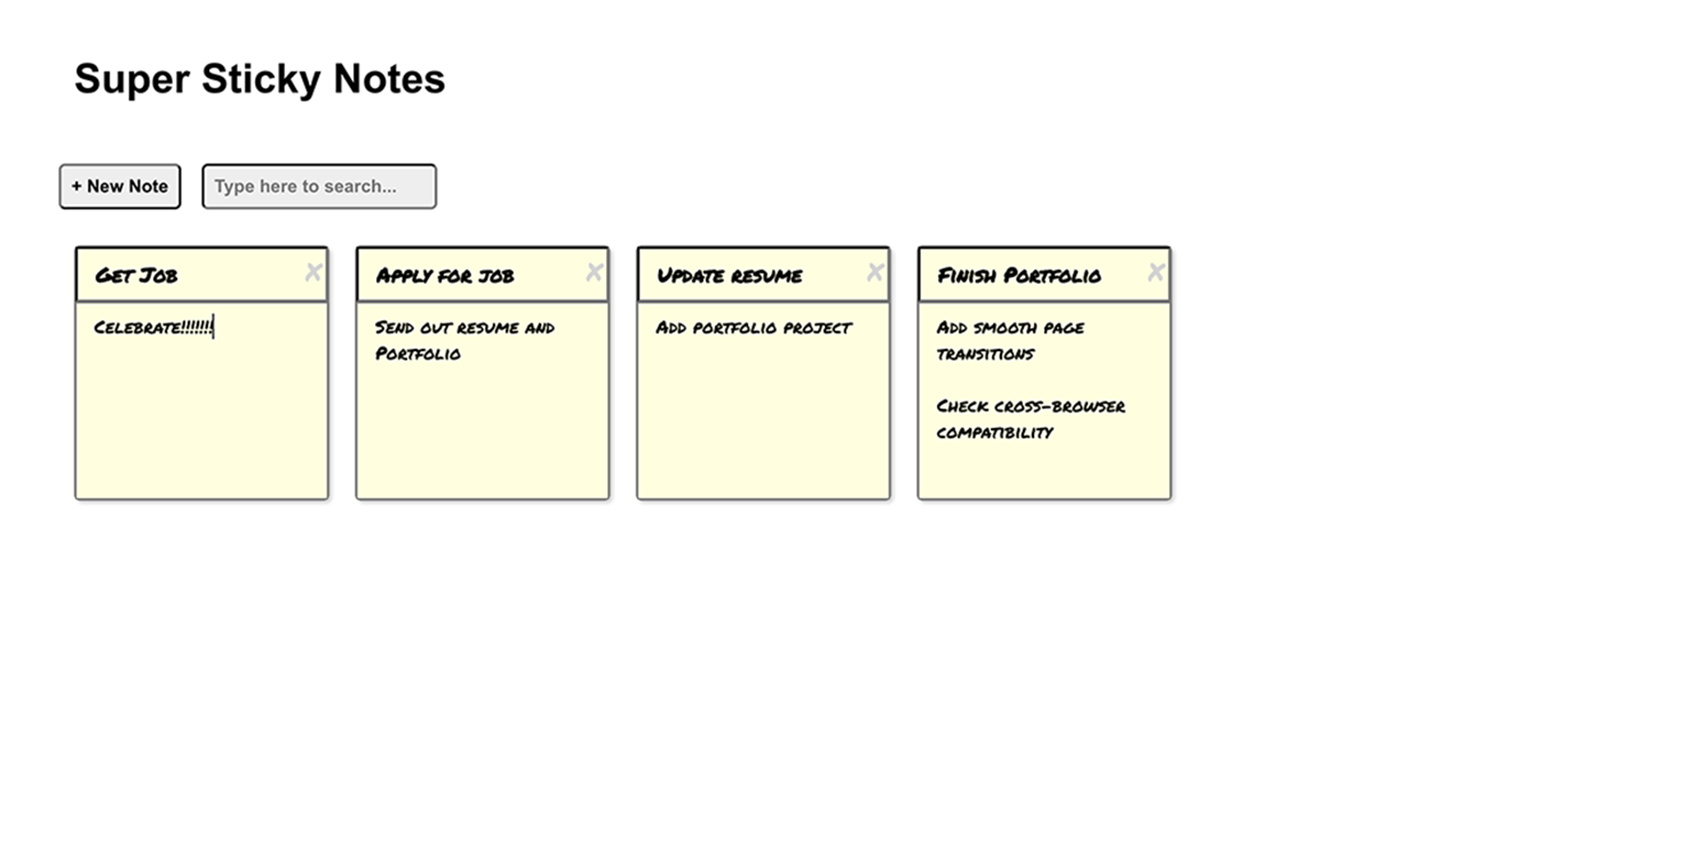 Super Sticky Notes
+ New Note
Type here to search...
Get Job
Celebrate!!!!!!!
Apply for job
Send out resume and
Portfolio
Update resume
Add portfolio project
Finish Portfolio
Add smooth page
transitions
Check cross-browser
compatibility